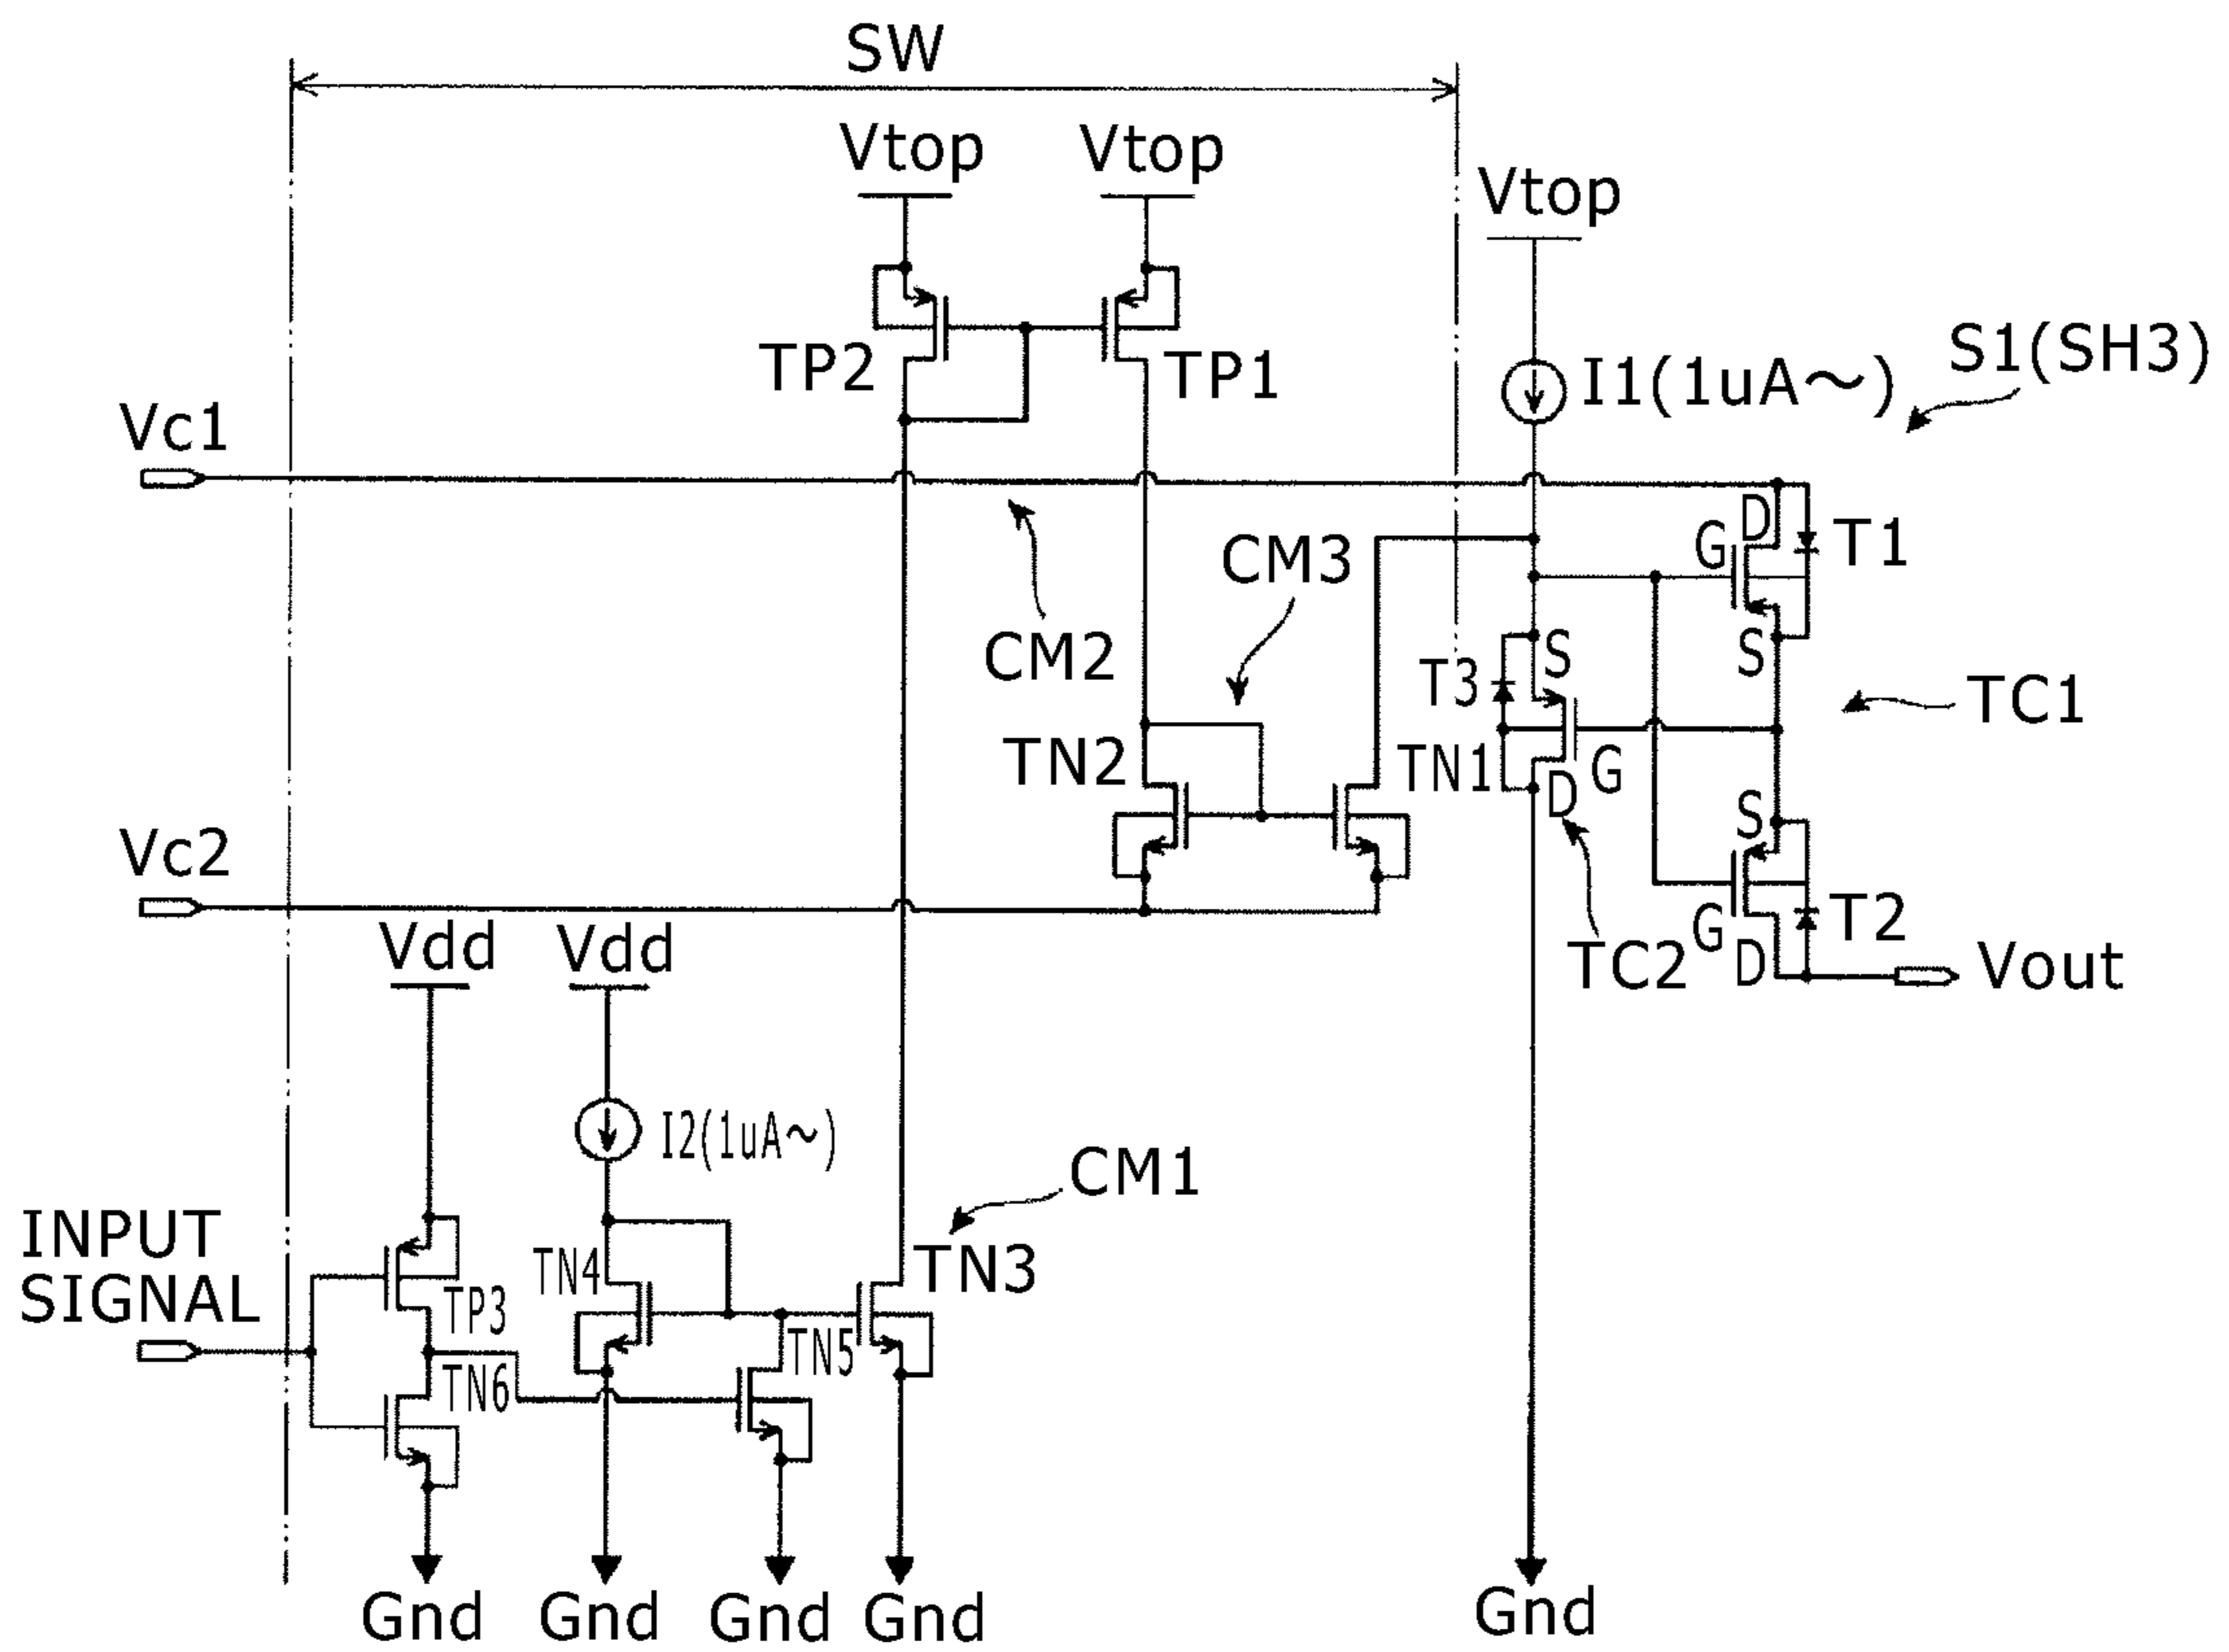 SW
Vtop
Vtop
Vtop
TP2
TP1
I1(1uA～)
S1(SH3)
Vc1
D
G
T1
CM3
CM2
S
S
T3
TC1
TN2
TN1
G
D
S
Vc2
T2
G
D
TC2
Vout
Vdd
Vdd
I2(1uA～)
CM1
INPUT
SIGNAL
TN4
TN3
TP3
TN5
TN6
Gnd
Gnd
Gnd
Gnd
Gnd